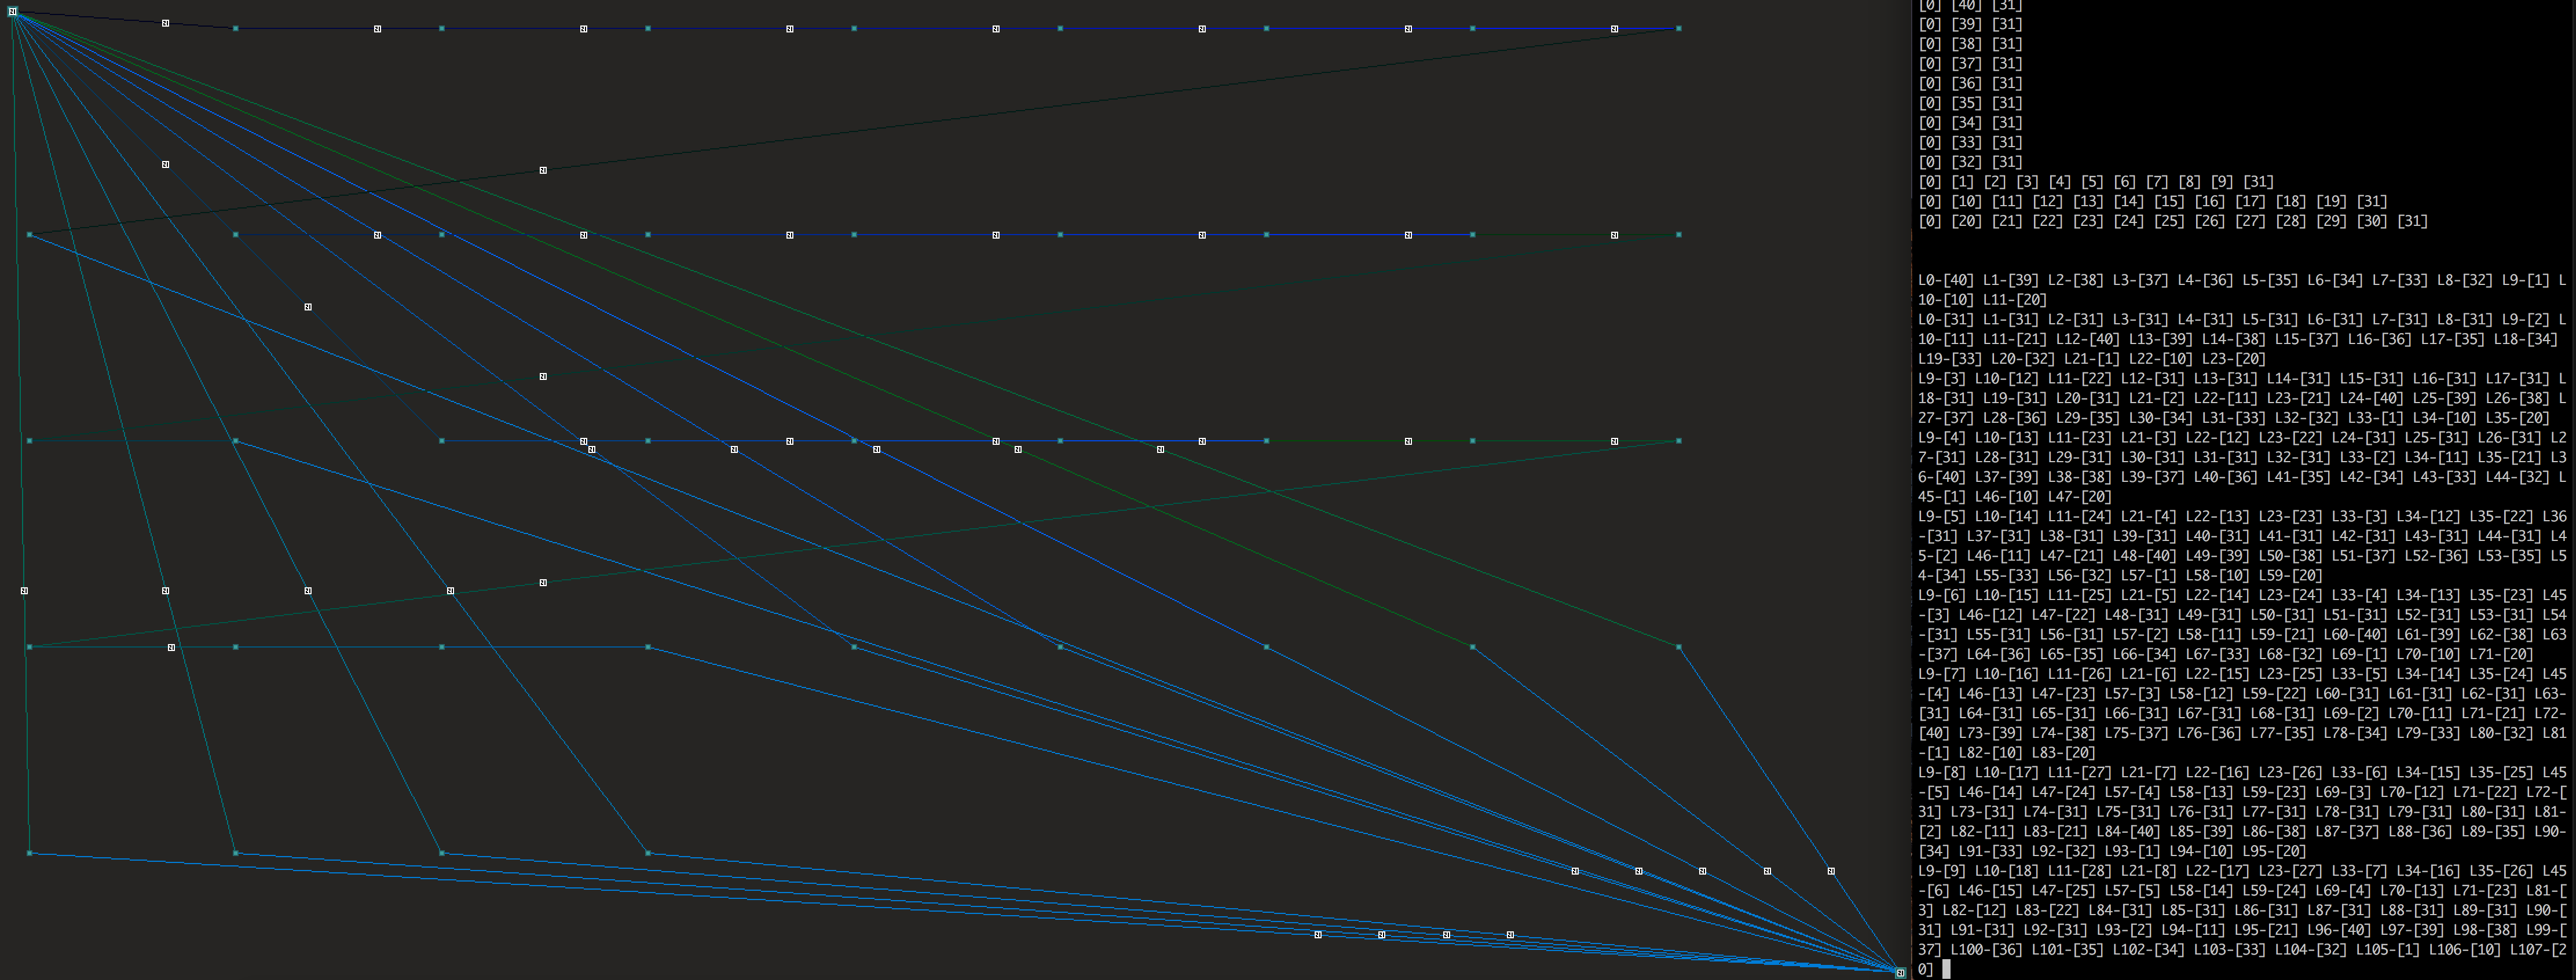 [0] [40] [31]
[0] [39] [31]
[0] [38] [31]
[0] [37] [31]
[0] [36] [31]
[0] [35] [31]
[0] [34] [31]
[0] [33] [31]
[0] [32] [31]
[0] [1] [2] [3] [4] [5] [6] [7] [8] [9] [31]
[0] [10] [11] [12] [13] [14] [15] [16] [17] [18] [19] [31]
[0] [20] [21] [22] [23] [24] [25] [26] [27] [28] [29] [30] [31]
L0-[40] L1-[39] L2-[38] L3-[37] L4-[36] L5-[35] L6-[34] L7-[33] L8-[32] L9-[1] L
10-[10] L11-[20]
L0-[31] L1-[31] L2-[31] L3-[31] L4-[31] L5-[31] L6-[31] L7-[31] L8-[31] L9-[2] L
10-[11] L11-[21] L12-[40] L13-[39] L14-[38] L15-[37] L16-[36] L17-[35] L18-[34]
L19-[33] L20-[32] L21-[1] L22-[10] L23-[20]
L9-[3] L10-[12] L11-[22] L12-[31] L13-[31] L14-[31] L15-[31] L16-[31] L17-[31] L
18-[31] L19-[31] L20-[31] L21-[2] L22-[11] L23-[21] L24-[40] L25-[39] L26-[38] L
27-[37] L28-[36] L29-[35] L30-[34] L31-[33] L32-[32] L33-[1] L34-[10] L35-[20]
L9-[4] L10-[13] L11-[23] L21-[3] L22-[12] L23-[22] L24-[31] L25-[31] L26-[31] L2
7-[31] L28-[31] L29-[31] L30-[31] L31-[31] L32-[31] L33-[2] L34-[11] L35-[21] L3
6-[40] L37-[39] L38-[38] L39-[37] L40-[36] L41-[35] L42-[34] L43-[33] L44-[32] L
45-[1] L46-[10] L47-[20]
L9-[5] L10-[14] L11-[24] L21-[4] L22-[13] L23-[23] L33-[3] L34-[12] L35-[22] L36
-[31] L37-[31] L38-[31] L39-[31] L40-[31] L41-[31] L42-[31] L43-[31] L44-[31] L4
5-[2] L46-[11] L47-[21] L48-[40] L49-[39] L50-[38] L51-[37] L52-[36] L53-[35] L5
4-[34] L55-[33] L56-[32] L57-[1] L58-[10] L59-[20]
L9-[6] L10-[15] L11-[25] L21-[5] L22-[14] L23-[24] L33-[4] L34-[13] L35-[23] L45
-[3] L46-[12] L47-[22] L48-[31] L49-[31] L50-[31] L51-[31] L52-[31] L53-[31] L54
-[31] L55-[31] L56-[31] L57-[2] L58-[11] L59-[21] L60-[40] L61-[39] L62-[38] L63
-[37] L64-[36] L65-[35] L66-[34] L67-[33] L68-[32] L69-[1] L70-[10] L71-[20]
L9-[7] L10-[16] L11-[26] L21-[6] L22-[15] L23-[25] L33-[5] L34-[14] L35-[24] L45
-[4] L46-[13] L47-[23] L57-[3] L58-[12] L59-[22] L60-[31] L61-[31] L62-[31] L63-
[31] L64-[31] L65-[31] L66-[31] L67-[31] L68-[31] L69-[2] L70-[11] L71-[21] L72-
[40] L73-[39] L74-[38] L75-[37] L76-[36] L77-[35] L78-[34] L79-[33] L80-[32] L81
-[1] L82-[10] L83-[20]
L9-[8] L10-[17] L11-[27] L21-[7] L22-[16] L23-[26] L33-[6] L34-[15] L35-[25] L45
-[5] L46-[14] L47-[24] L57-[4] L58-[13] L59-[23] L69-[3] L70-[12] L71-[22] L72-[
31] L73-[31] L74-[31] L75-[31] L76-[31] L77-[31] L78-[31] L79-[31] L80-[31] L81-
[2] L82-[11] L83-[21] L84-[40] L85-[39] L86-[38] L87-[37] L88-[36] L89-[35] L90-
[34] L91-[33] L92-[32] L93-[1] L94-[10] L95-[20]
L9-[9] L10-[18] L11-[28] L21-[8] L22-[17] L23-[27] L33-[7] L34-[16] L35-[26] L45
-[6] L46-[15] L47-[25] L57-[5] L58-[14] L59-[24] L69-[4] L70-[13] L71-[23] L81-[
3] L82-[12] L83-[22] L84-[31] L85-[31] L86-[31] L87-[31] L88-[31] L89-[31] L90-[
31] L91-[31] L92-[31] L93-[2] L94-[11] L95-[21] L96-[40] L97-[39] L98-[38] L99-[
37] L100-[36] L101-[35] L102-[34] L103-[33] L104-[32] L105-[1] L106-[10] L107-[2
0]